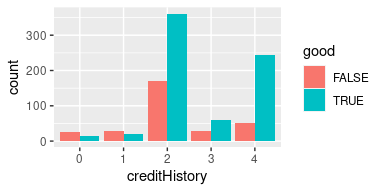 300
200
100
0
count
0 1 2 3 4
creditHistory
good
FALSE
TRUE